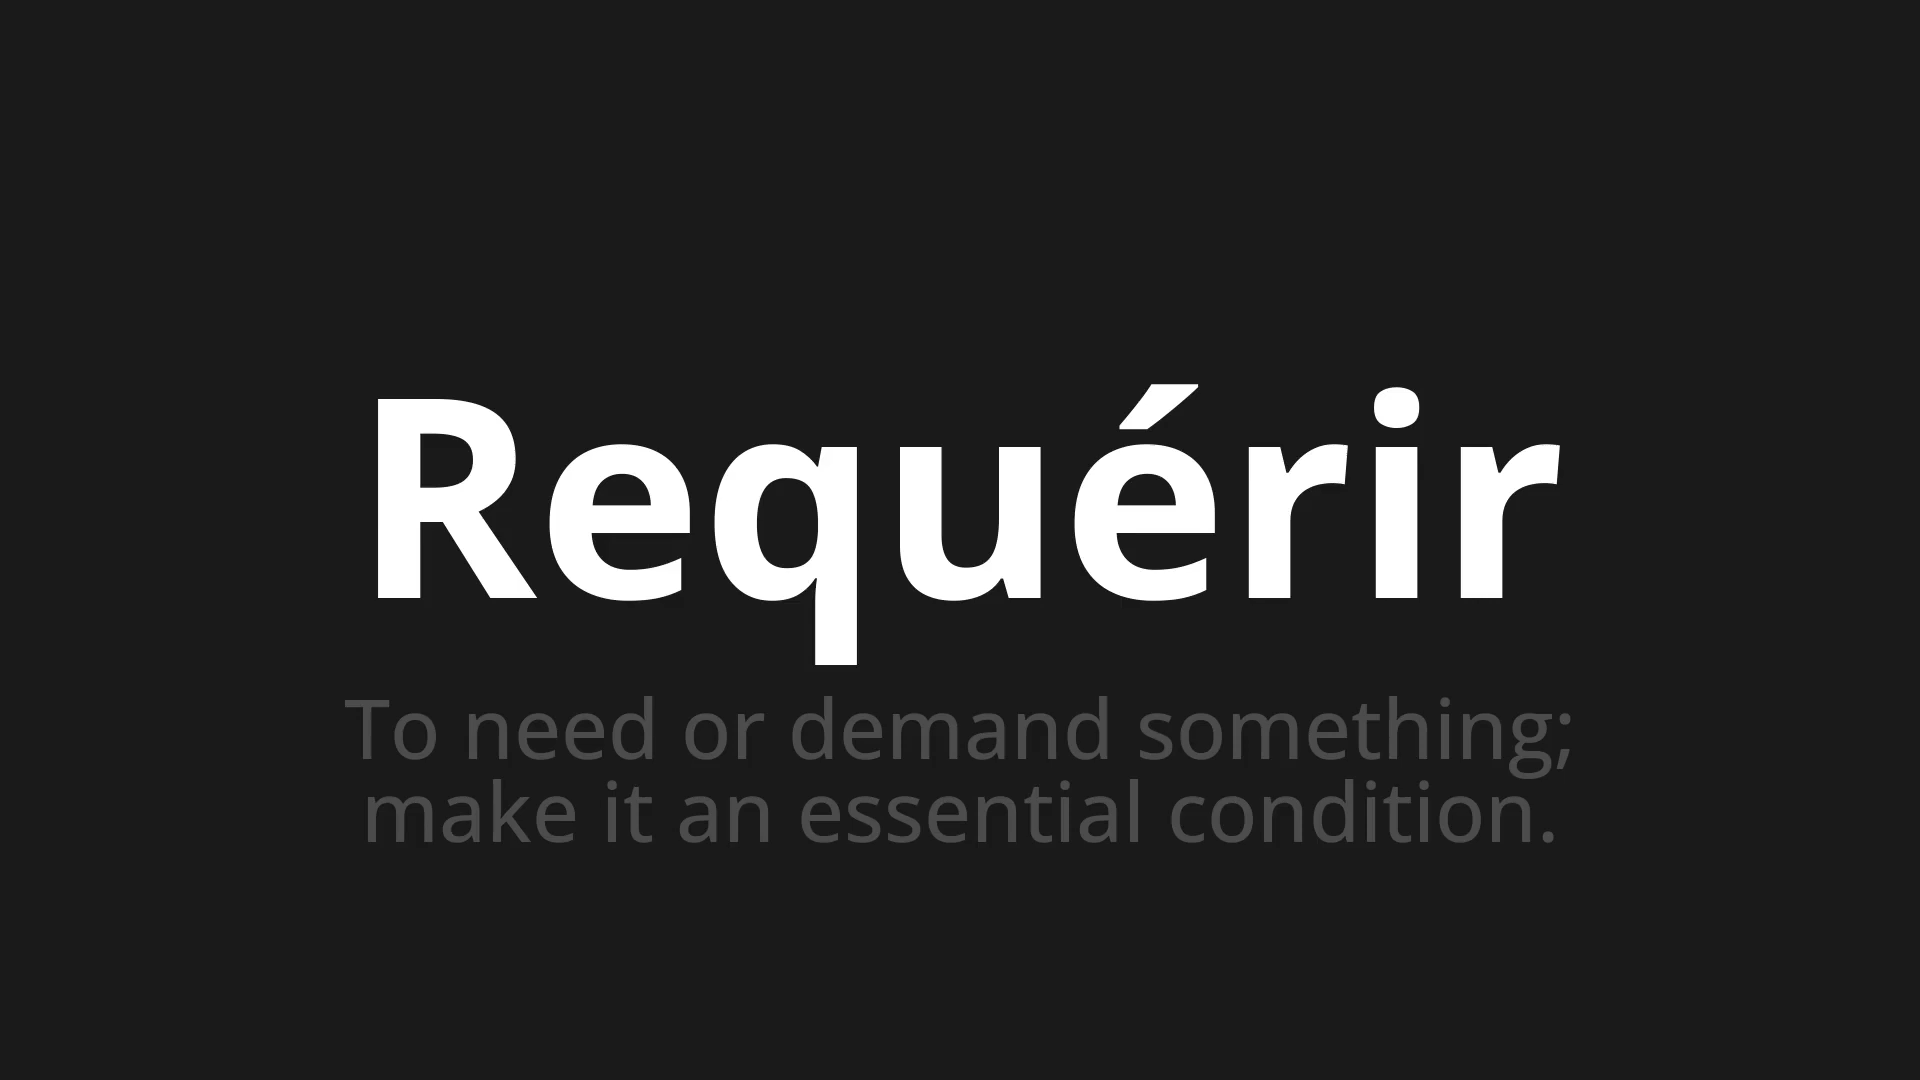 Requérir
To need or demand something;
make it an essential condition.